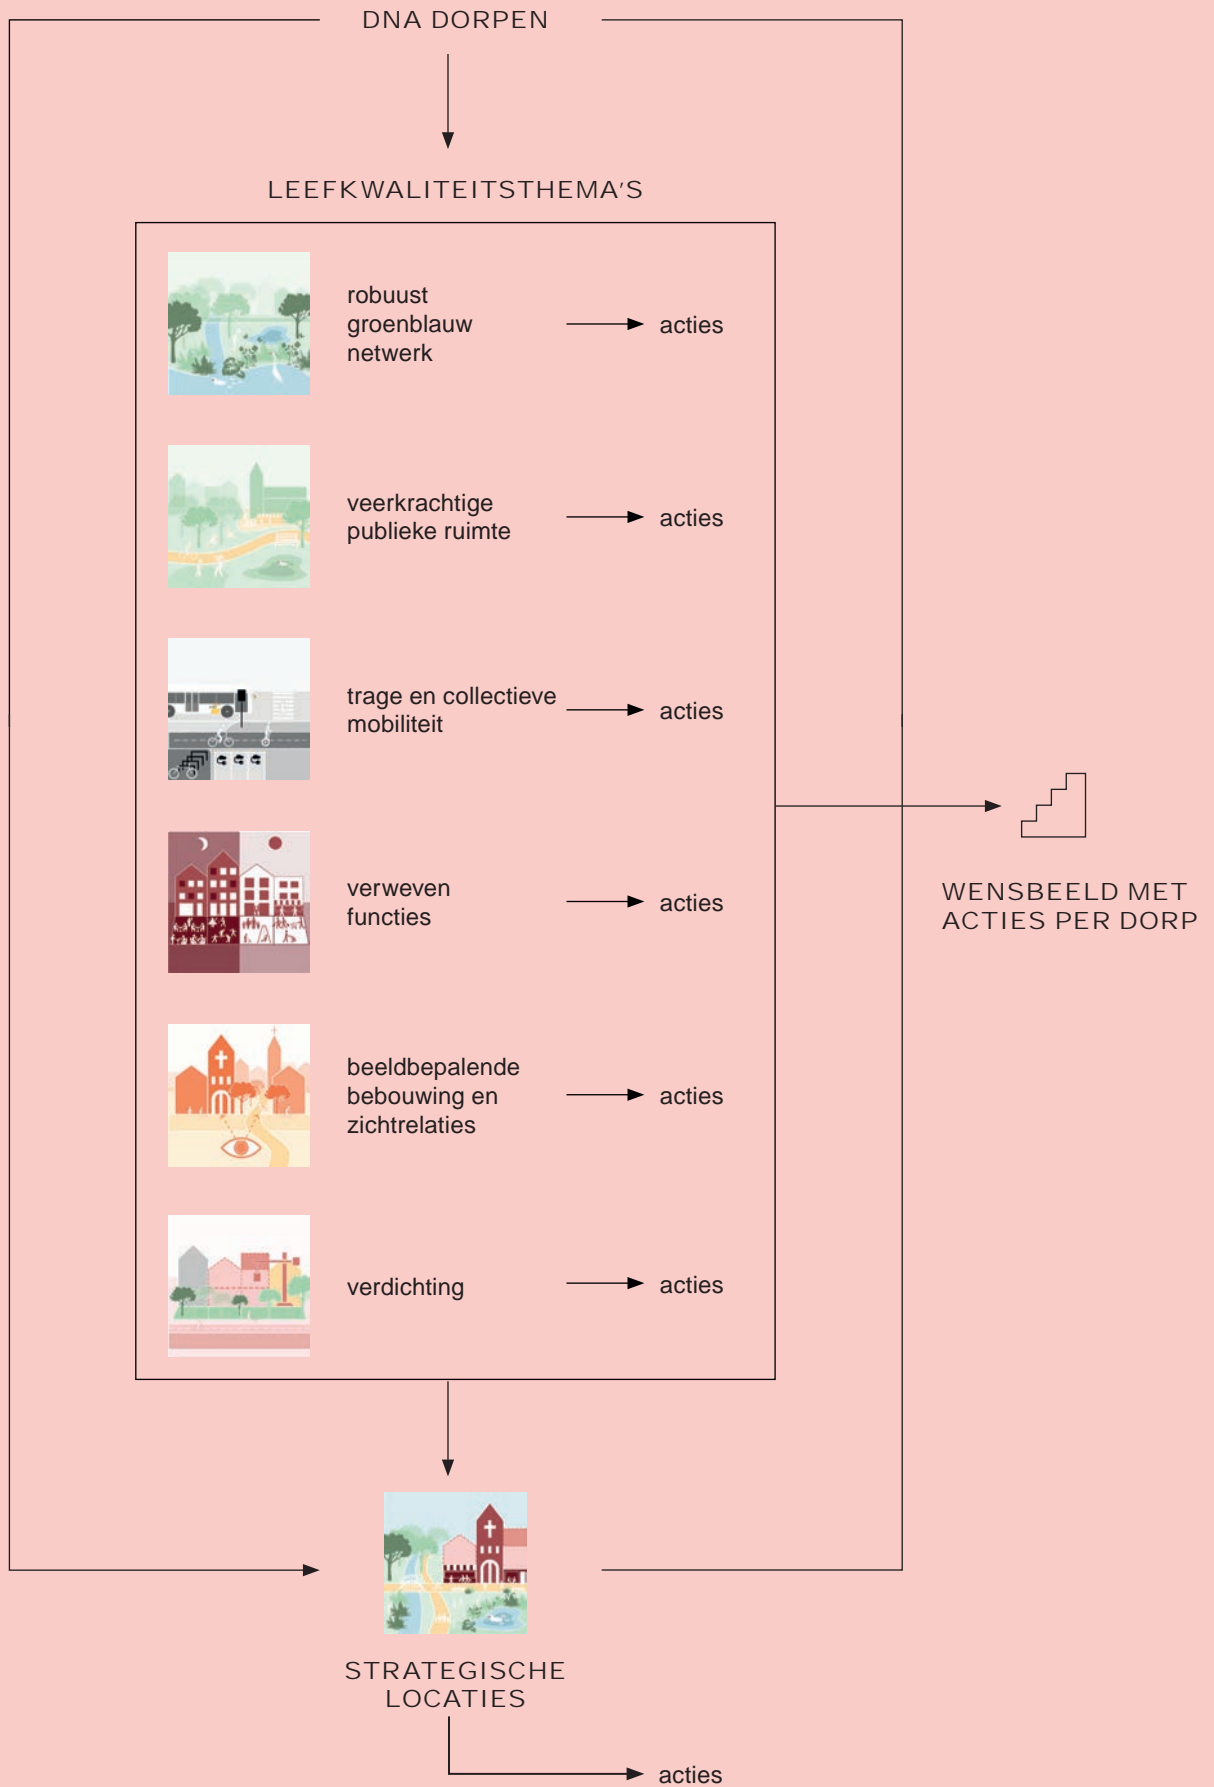 DNA DORPEN
LEEFKWALITEITSTHEMA'S
robuust
groenblauw
netwerk
acties
veerkrachtige
publieke ruimte
acties
trage en collectieve
mobiliteit
acties
verweven
functies
acties
beeldbepalende
bebouwing en
zichtrelaties
acties
verdichting
acties
WENSBEELD MET
ACTIES PER DORP
STRATEGISCHE
LOCATIES
acties